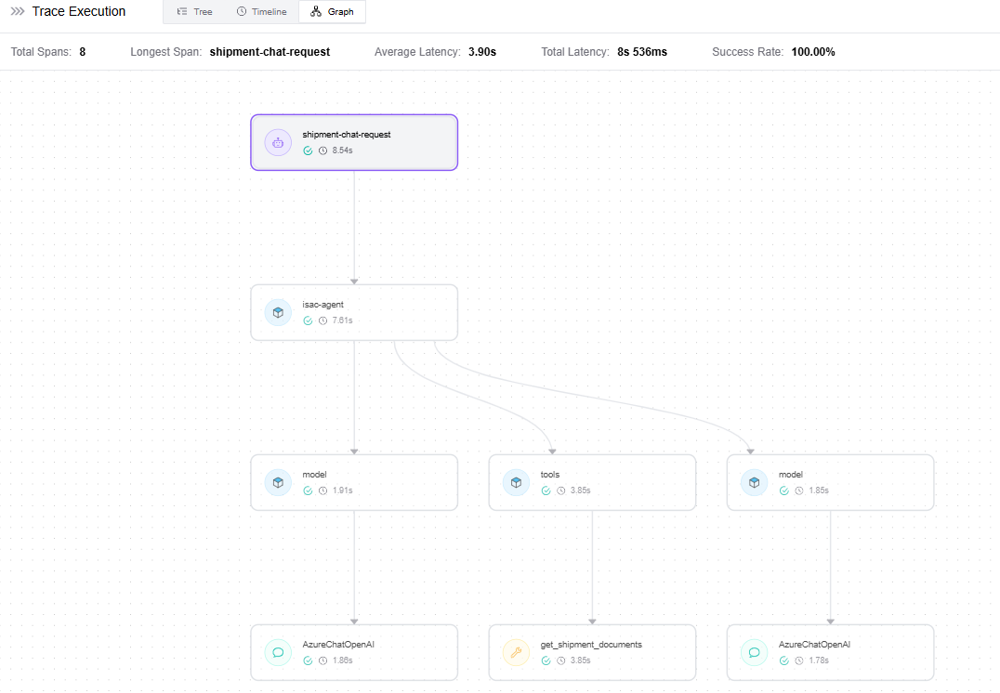 Trace Execution
Tree
Timeline
Graph
Total Spans: 8
Longest Span: shipment-chat-request
Average Latency: 3.90s
Total Latency: 8s 536ms
Success Rate: 100.00%
shipment-chat-request
8.54s
isac-agent
7.61s
model
1.91s
tools
3.85s
model
1.85s
AzureChatOpenAI
1.86s
get_shipment_documents
3.85s
AzureChatOpenAI
1.78s